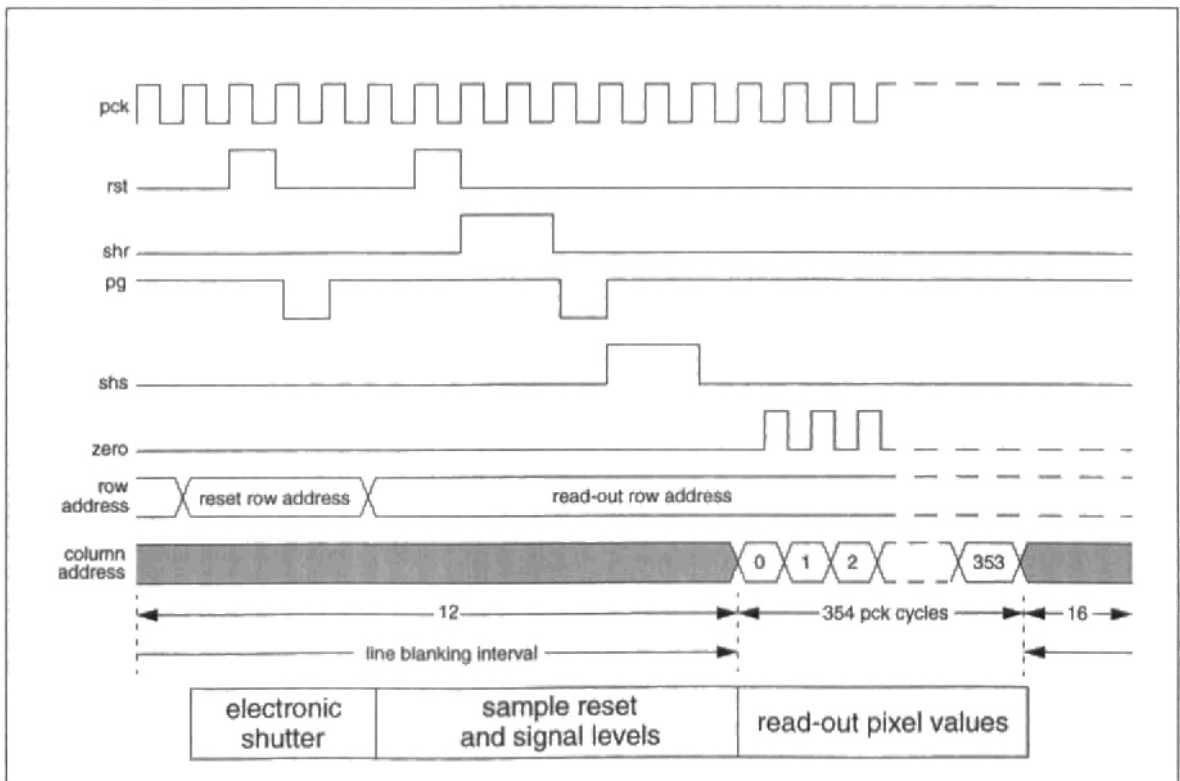 pck
rst
shr
pg
shs
zero
row
address
reset row address
read-out row address
column
address
0
1
2
353
12
354 pck cycles
16
line blanking interval
electronic
shutter
sample reset
and signal levels
read-out pixel values